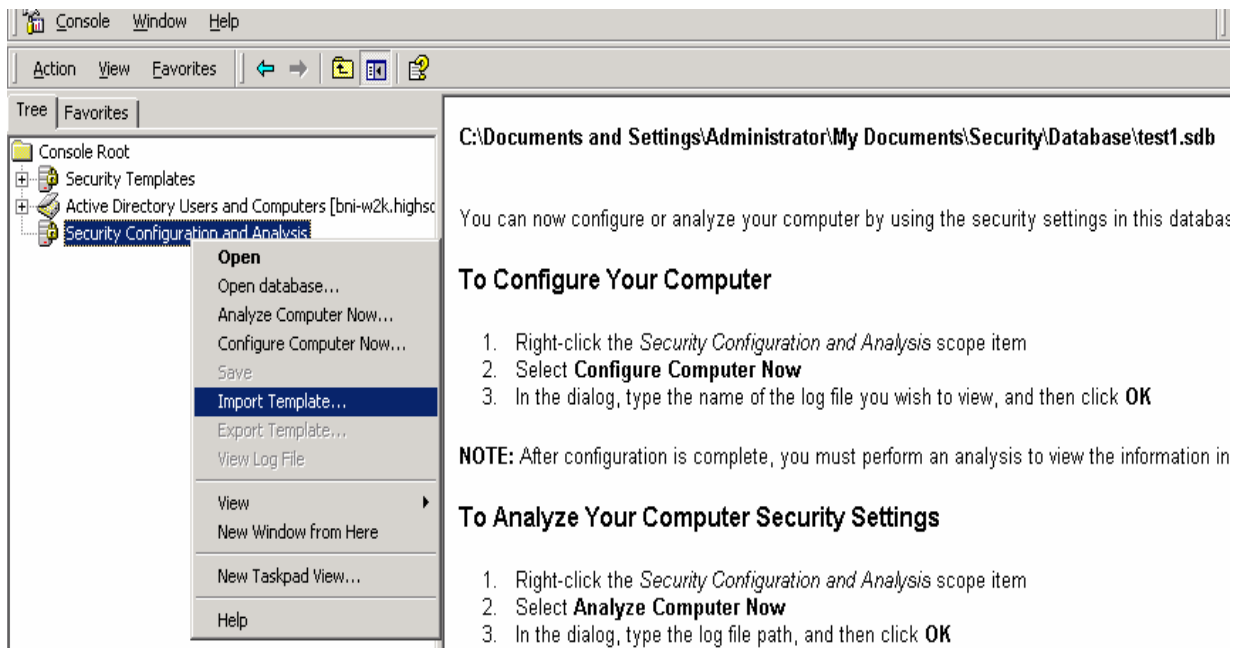 Console Window Help
Action View Favorites
Tree Favorites
Console Root
Security Templates
Active Directory Users and Computers [bni-w2k.highsc
Security Configuration and Analysis
Open
Open database...
Analyze Computer Now...
Configure Computer Now...
Save
Import Template...
Export Template...
View Log File
View
New Window from Here
New Taskpad View...
Help
C:\Documents and Settings\Administrator\My Documents\Security\Database\test1.sdb
You can now configure or analyze your computer by using the security settings in this databas
To Configure Your Computer
1. Right-click the Security Configuration and Analysis scope item
2. Select Configure Computer Now
3. In the dialog, type the name of the log file you wish to view, and then click OK
NOTE: After configuration is complete, you must perform an analysis to view the information in
To Analyze Your Computer Security Settings
1. Right-click the Security Configuration and Analysis scope item
2. Select Analyze Computer Now
3. In the dialog, type the log file path, and then click OK